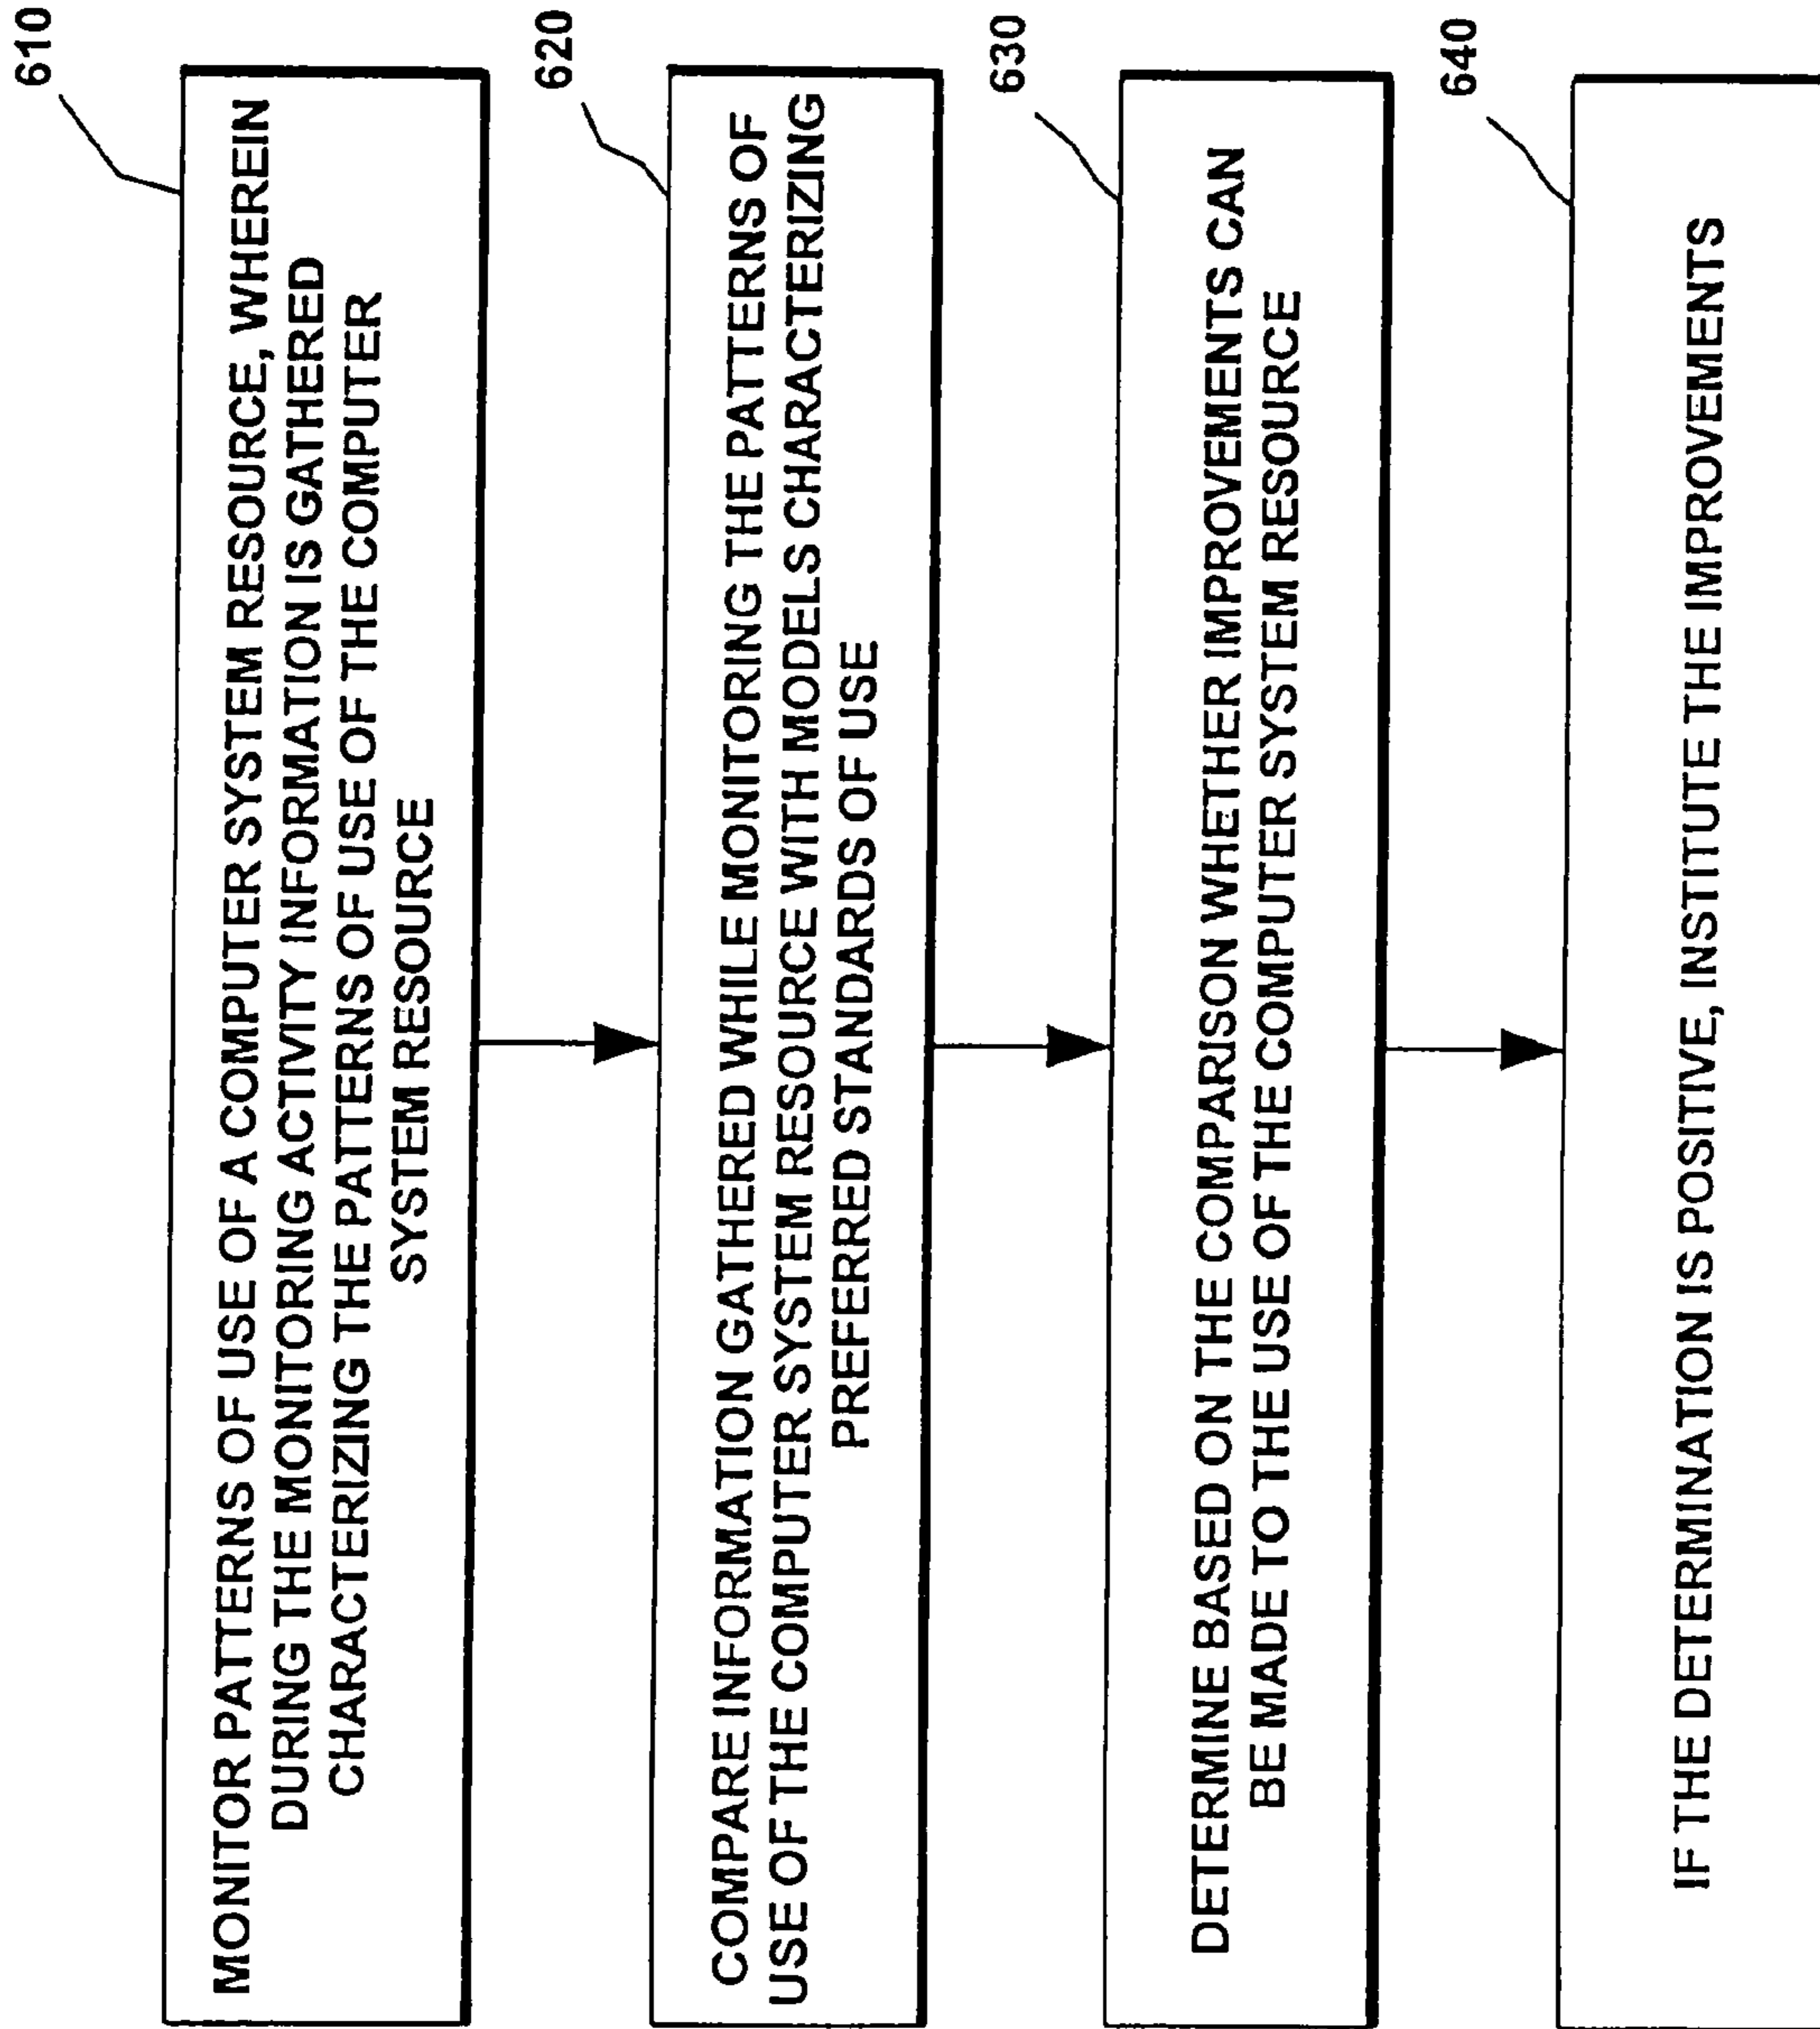 610
MONITOR PATTERNS OF USE OF A COMPUTER SYSTEM RESOURCE, WHEREIN
DURING THE MONITORING ACTIVITY INFORMATION IS GATHERED
CHARACTERIZING THE PATTERNS OF USE OF THE COMPUTER
SYSTEM RESOURCE
620
COMPARE INFORMATION GATHERED WHILE MONITORING THE PATTERNS OF
USE OF THE COMPUTER SYSTEM RESOURCE WITH MODELS CHARACTERIZING
PREFERRED STANDARDS OF USE
630
DETERMINE BASED ON THE COMPARISON WHETHER IMPROVEMENTS CAN
BE MADE TO THE USE OF THE COMPUTER SYSTEM RESOURCE
640
IF THE DETERMINATION IS POSITIVE, INSTITUTE THE IMPROVEMENTS